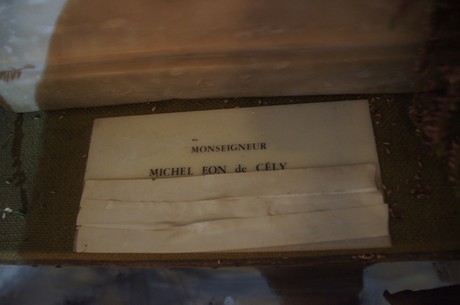 MONSEIGNEUR
MICHEL EON de CÉLY